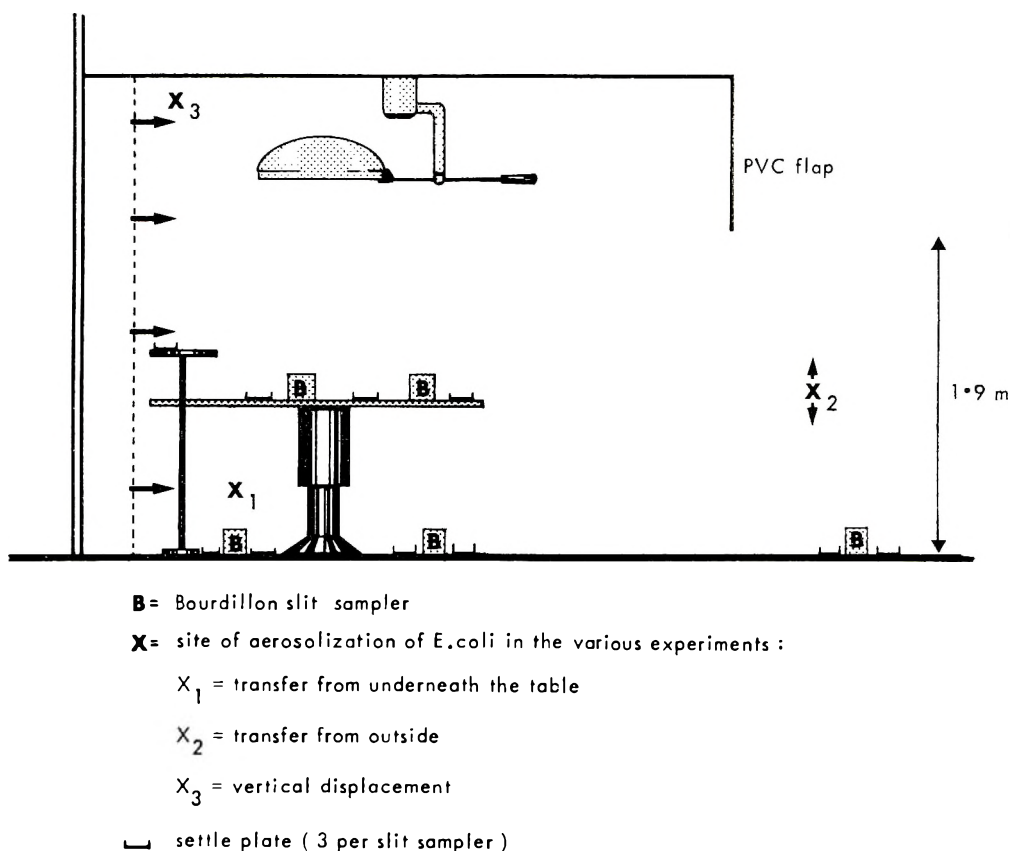 X3
PVC flap
B B
X2
1·9 m
X1
B B B
B= Bourdillon slit sampler
X= site of aerosolization of E.coli in the various experiments :
X1 = transfer from underneath the table
X2 = transfer from outside
X3 = vertical displacement
settle plate ( 3 per slit sampler )